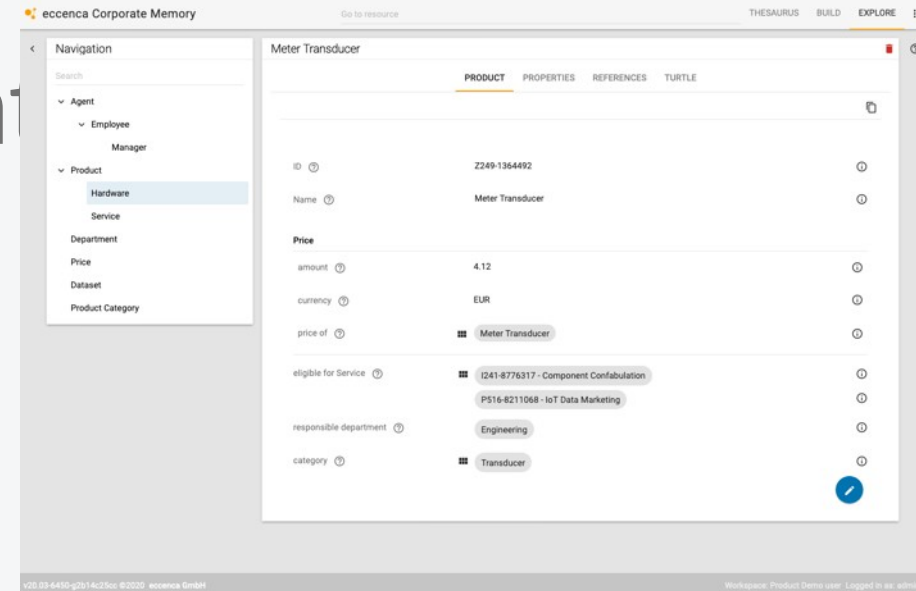 eccenca Corporate Memory
Go to resource
THESAURUS BUILD EXPLORE
Navigation
Search
Agent
Employee
Manager
Product
Hardware
Service
Department
Price
Dataset
Product Category
Meter Transducer
PRODUCT PROPERTIES REFERENCES TURTLE
ID Z249-1364492
Name Meter Transducer
Price
amount 4.12
currency EUR
price of Meter Transducer
eligible for Service I241-8776317 - Component Confabulation
P516-8211068 - IoT Data Marketing
responsible department Engineering
category Transducer
v20.03-6450-g2b14c25cc ©2020 eccenca GmbH
Workspace: Product Demo user Logged in as: